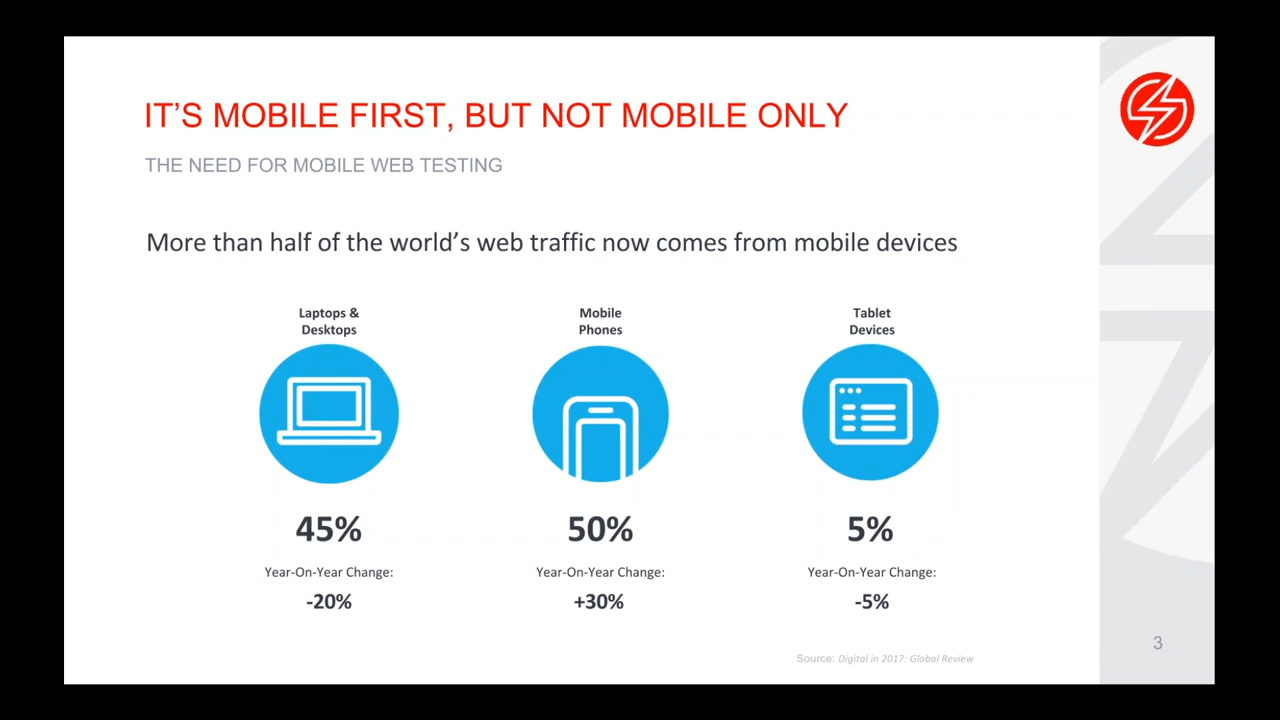 IT'S MOBILE FIRST, BUT NOT MOBILE ONLY
THE NEED FOR MOBILE WEB TESTING
More than half of the world's web traffic now comes from mobile devices
Laptops &
Desktops
45%
Year-On-Year Change:
-20%
Mobile
Phones
50%
Year-On-Year Change:
+30%
Tablet
Devices
5%
Year-On-Year Change:
-5%
Source: Digital in 2017: Global Review
3